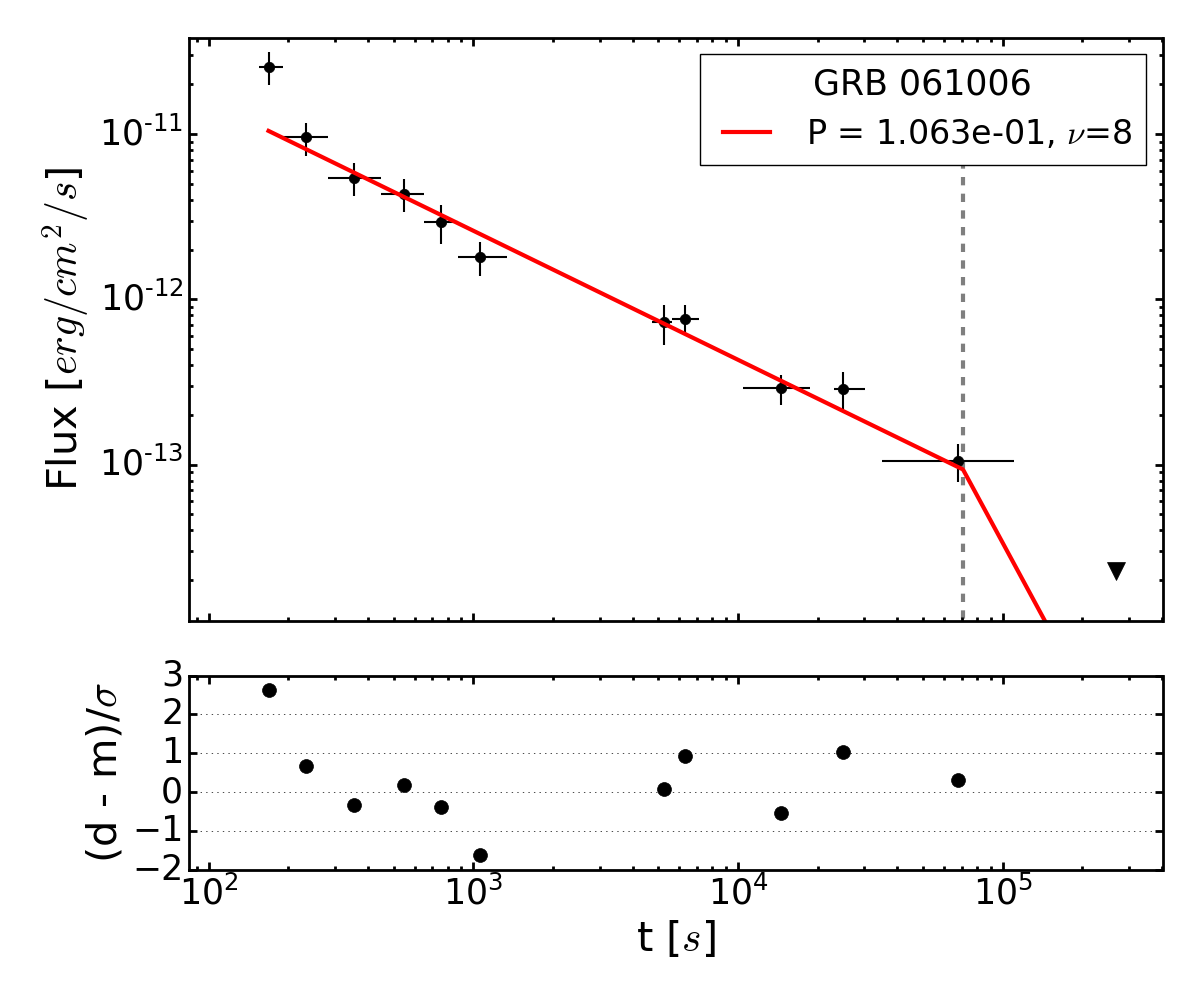 GRB 061006
P = 1.063e-01, ν=8
10⁻¹¹
10⁻¹²
10⁻¹³
Flux [erg/cm²/s]
3
2
1
0
−1
−2
(d - m)/σ
10² 10³ 10⁴ 10⁵
t [s]